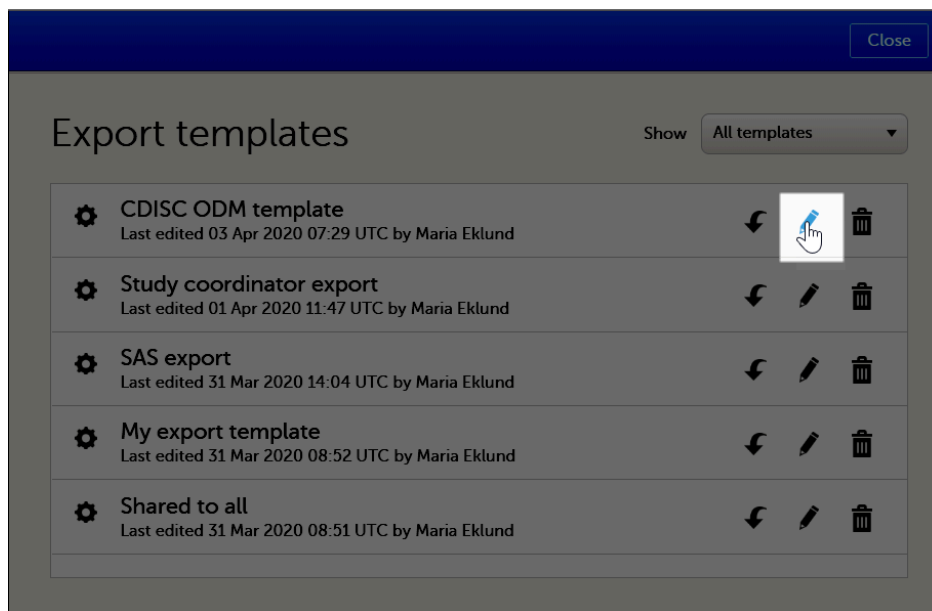 Close
Export templates
Show All templates
CDISC ODM template
Last edited 03 Apr 2020 07:29 UTC by Maria Eklund
Study coordinator export
Last edited 01 Apr 2020 11:47 UTC by Maria Eklund
SAS export
Last edited 31 Mar 2020 14:04 UTC by Maria Eklund
My export template
Last edited 31 Mar 2020 08:52 UTC by Maria Eklund
Shared to all
Last edited 31 Mar 2020 08:51 UTC by Maria Eklund